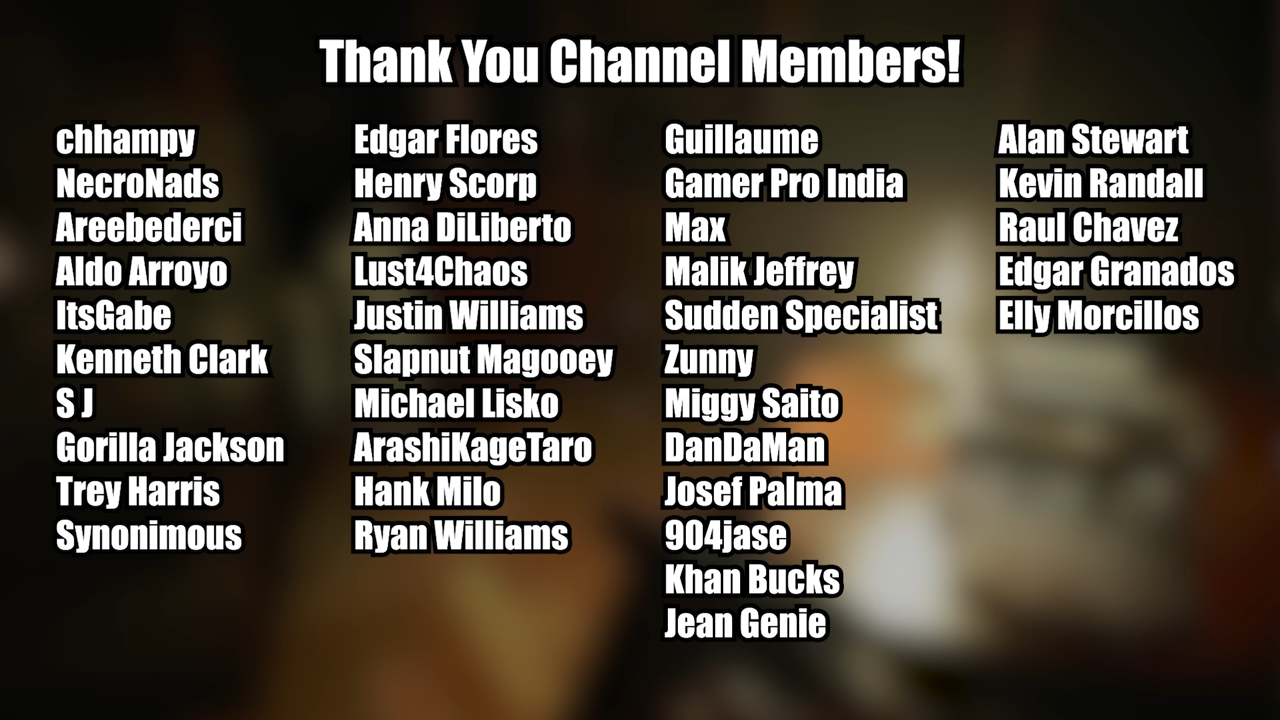 Thank You Channel Members!
chhampy
NecroNads
Areebederci
Aldo Arroyo
ItsGabe
Kenneth Clark
S J
Gorilla Jackson
Trey Harris
Synonimous
Edgar Flores
Henry Scorp
Anna DiLiberto
Lust4Chaos
Justin Williams
Slapnut Magooey
Michael Lisko
ArashiKageTaro
Hank Milo
Ryan Williams
Guillaume
Gamer Pro India
Max
Malik Jeffrey
Sudden Specialist
Zunny
Miggy Saito
DanDaMan
Josef Palma
904jase
Khan Bucks
Jean Genie
Alan Stewart
Kevin Randall
Raul Chavez
Edgar Granados
Elly Morcillos